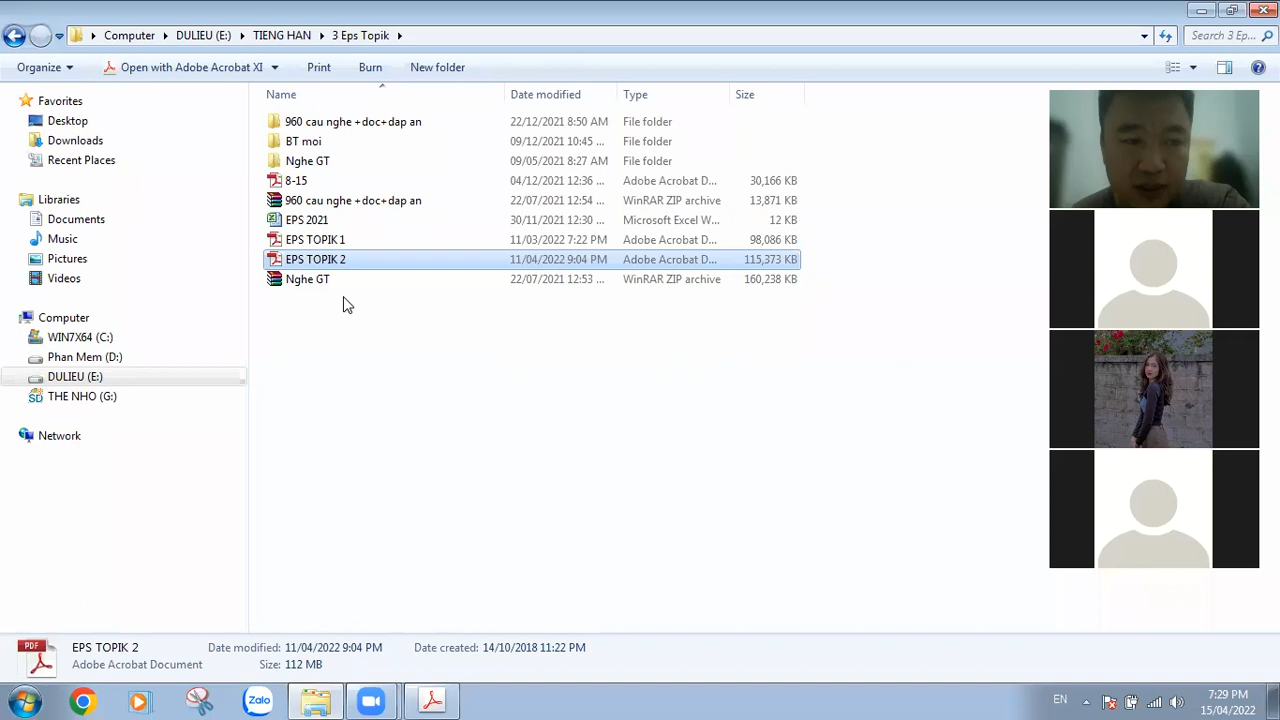 Computer DULIEU (E:) TIENG HAN 3 Eps Topik Search 3 Ep...
Organize Open with Adobe Acrobat XI Print Burn New folder
Name Date modified Type Size
Favorites
Desktop
Downloads
Recent Places
Libraries
Documents
Music
Pictures
Videos
Computer
WIN7X64 (C:)
Phan Mem (D:)
DULIEU (E:)
THE NHO (G:)
Network
960 cau nghe +doc+dap an 22/12/2021 8:50 AM File folder
BT moi 09/12/2021 10:45 ... File folder
Nghe GT 09/05/2021 8:27 AM File folder
8-15 04/12/2021 12:36 ... Adobe Acrobat D... 30,166 KB
960 cau nghe +doc+dap an 22/07/2021 12:54 ... WinRAR ZIP archive 13,871 KB
EPS 2021 30/11/2021 12:30 ... Microsoft Excel W... 12 KB
EPS TOPIK 1 11/03/2022 7:22 PM Adobe Acrobat D... 98,086 KB
EPS TOPIK 2 11/04/2022 9:04 PM Adobe Acrobat D... 115,373 KB
Nghe GT 22/07/2021 12:53 ... WinRAR ZIP archive 160,238 KB
PDF
EPS TOPIK 2 Date modified: 11/04/2022 9:04 PM Date created: 14/10/2018 11:22 PM
Adobe Acrobat Document Size: 112 MB
Zalo
EN
7:29 PM
15/04/2022